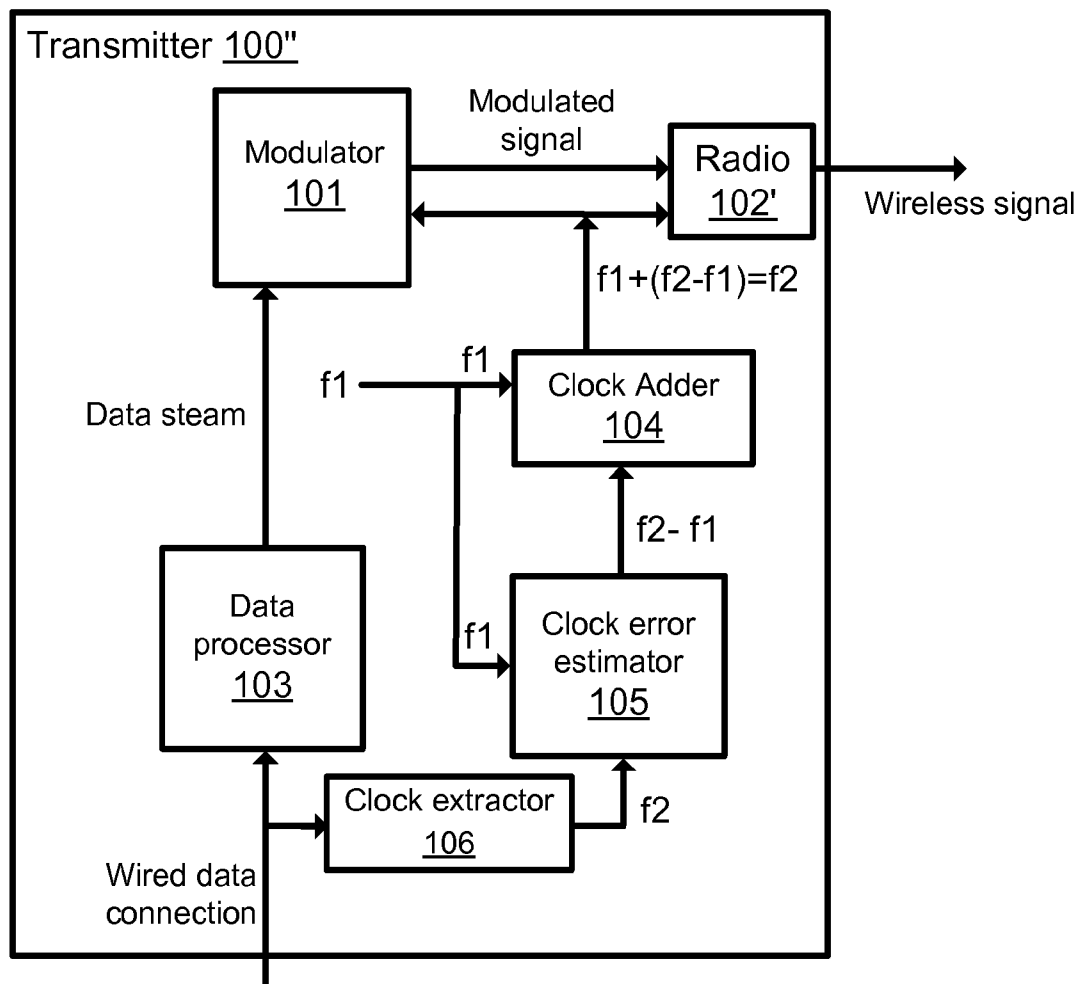 Transmitter 100"
Modulator
101
Modulated
signal
Radio
102'
Wireless signal
f1+(f2-f1)=f2
f1
f1
Clock Adder
104
Data steam
f2- f1
Data
processor
103
f1
Clock error
estimator
105
Clock extractor
106
f2
Wired data
connection